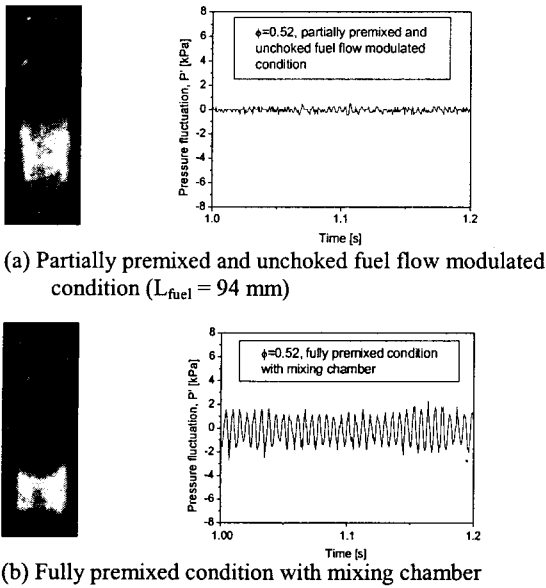 ϕ=0.52, partially premixed and
unchoked fuel flow modulated
condition
Pressure fluctuation, P' [kPa]
8
6
4
2
0
-2
-4
-6
-8
1.0
1.1
1.2
Time [s]
(a) Partially premixed and unchoked fuel flow modulated
condition (Lfuel = 94 mm)
ϕ=0.52, fully premixed condition
with mixing chamber
Pressure fluctuation, P' [kPa]
8
6
4
2
0
-2
-4
-6
-8
1.00
1.1
1.2
Time [s]
(b) Fully premixed condition with mixing chamber